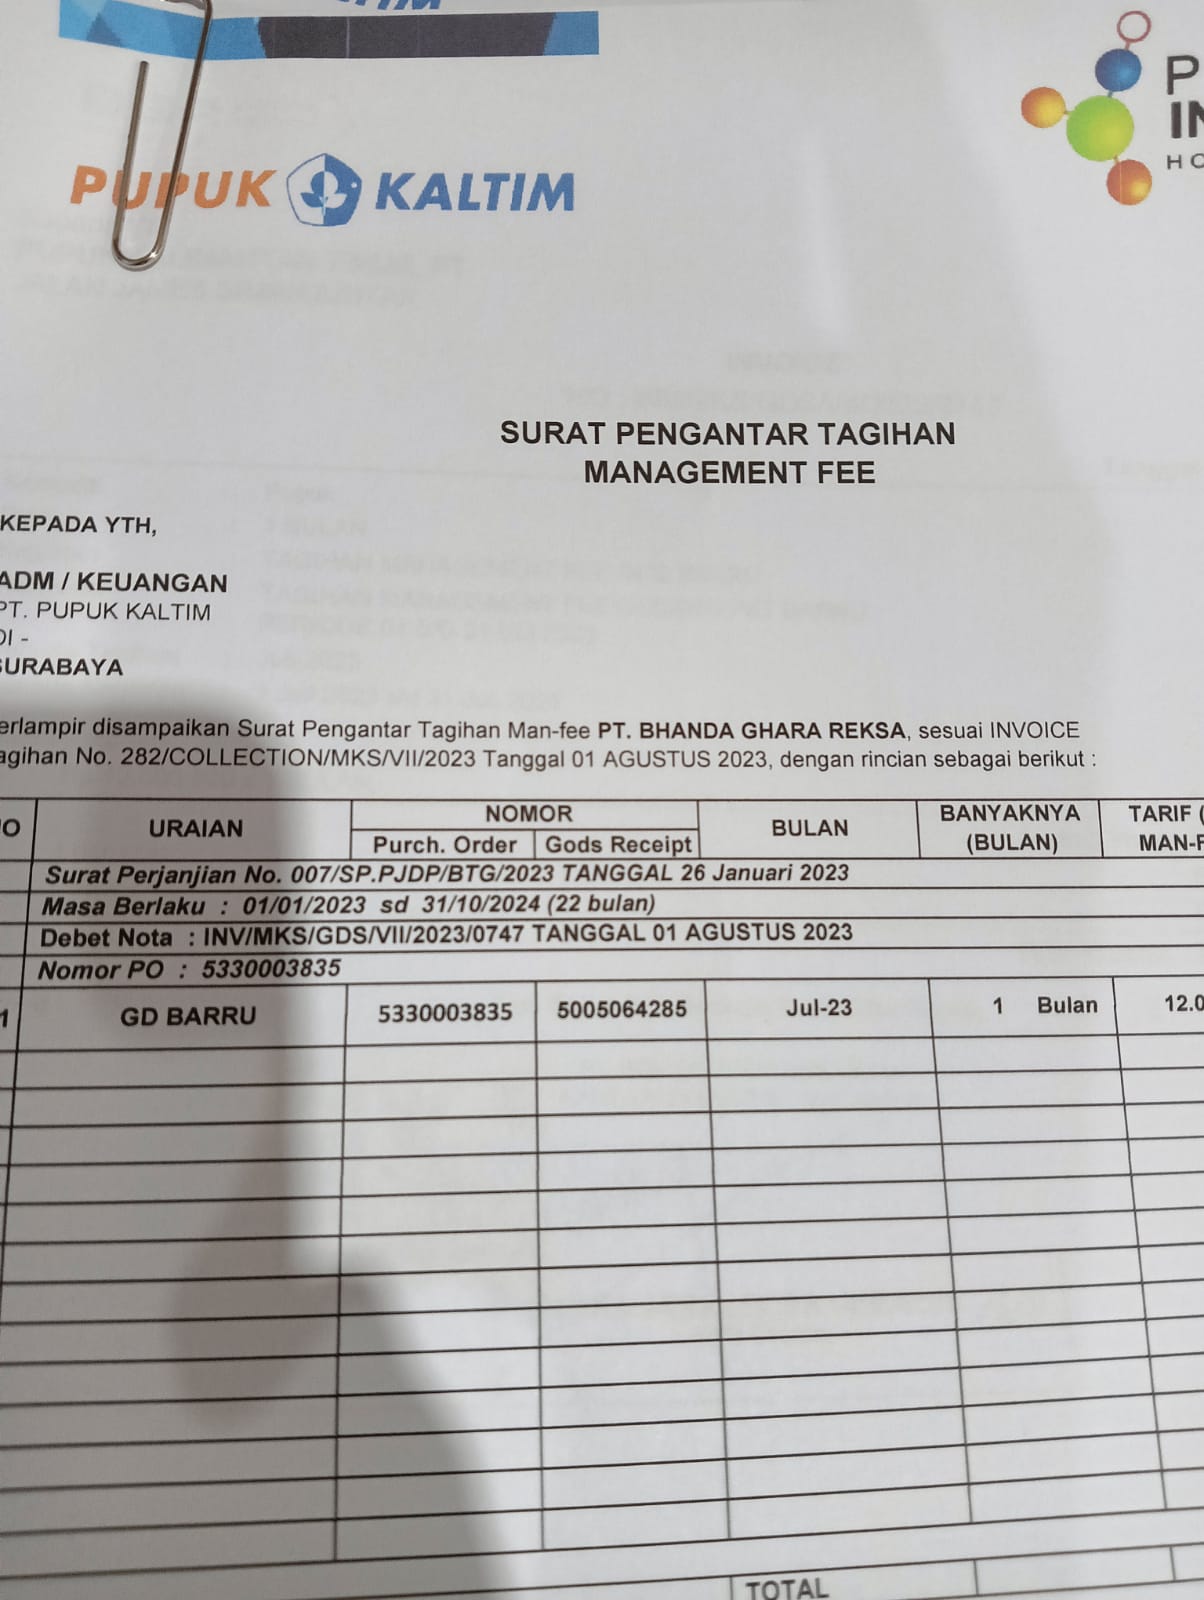 PUPUK KALTIM
SURAT PENGANTAR TAGIHAN
MANAGEMENT FEE
KEPADA YTH,
ADM / KEUANGAN
PT. PUPUK KALTIM
DI -
SURABAYA
erlampir disampaikan Surat Pengantar Tagihan Man-fee PT. BHANDA GHARA REKSA, sesuai INVOICE
agihan No. 282/COLLECTION/MKS/VII/2023 Tanggal 01 AGUSTUS 2023, dengan rincian sebagai berikut :
O URAIAN NOMOR BULAN BANYAKNYA (BULAN) TARIF (
Purch. Order Gods Receipt MAN-F
Surat Perjanjian No. 007/SP.PJDP/BTG/2023 TANGGAL 26 Januari 2023
Masa Berlaku : 01/01/2023 sd 31/10/2024 (22 bulan)
Debet Nota : INV/MKS/GDS/VII/2023/0747 TANGGAL 01 AGUSTUS 2023
Nomor PO : 5330003835
1 GD BARRU 5330003835 5005064285 Jul-23 1 Bulan 12.0
TOTAL